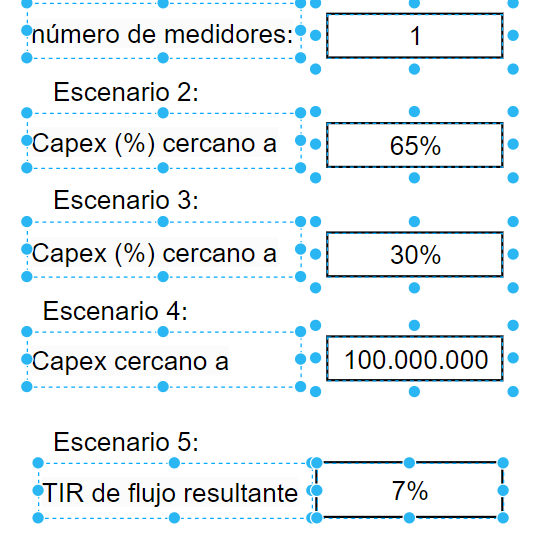 número de medidores: 1
Escenario 2:
Capex (%) cercano a 65%
Escenario 3:
Capex (%) cercano a 30%
Escenario 4:
Capex cercano a 100.000.000
Escenario 5:
TIR de flujo resultante 7%